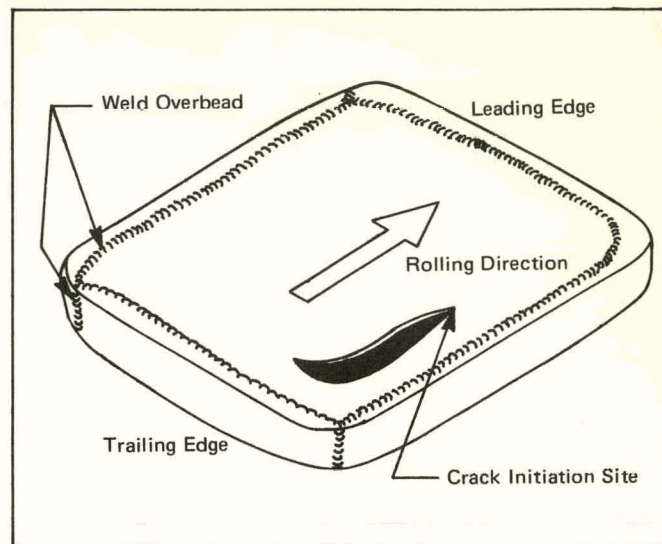 Weld Overbead
Leading Edge
Rolling Direction
Trailing Edge
Crack Initiation Site